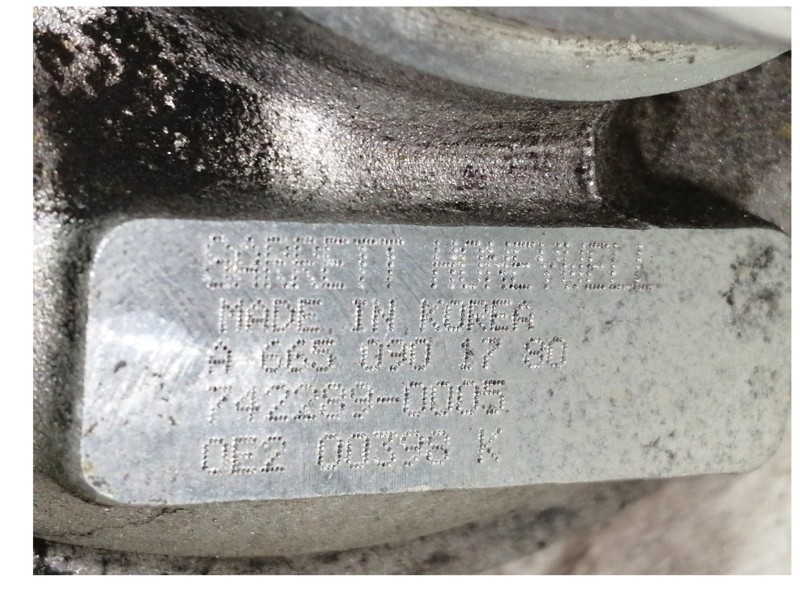 GARRETT HONEYWELL
MADE IN KOREA
A 665 090 17 80
742289-0005
0E2 00398 K